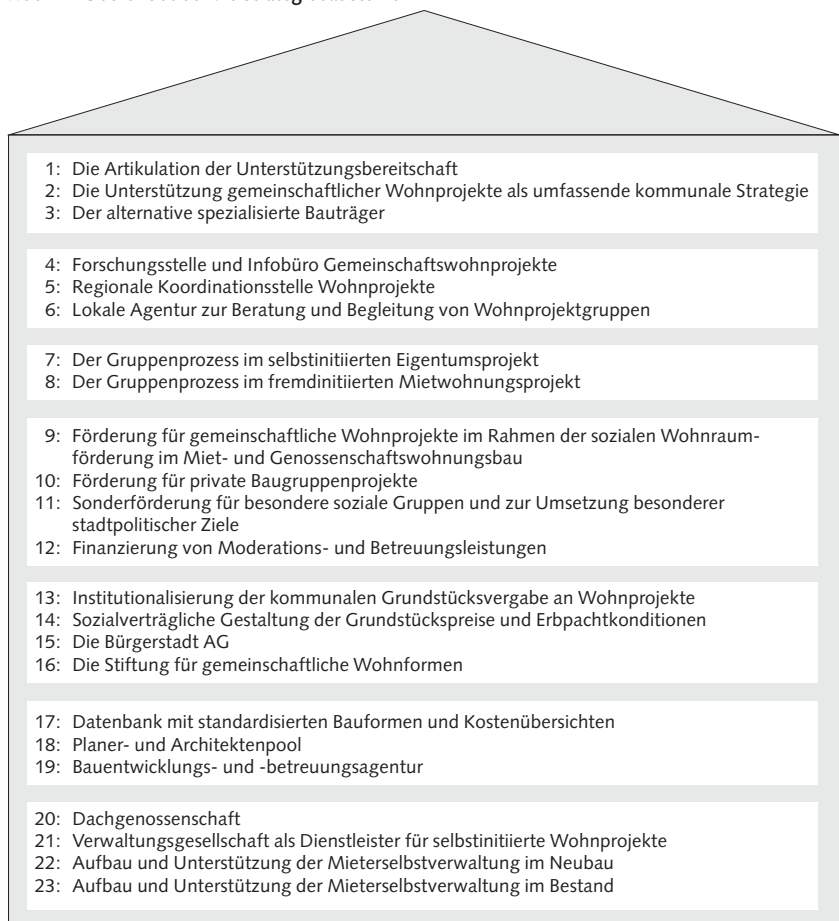 1: Die Artikulation der Unterstützungsbereitschaft
2: Die Unterstützung gemeinschaftlicher Wohnprojekte als umfassende kommunale Strategie
3: Der alternative spezialisierte Bauträger
4: Forschungsstelle und Infobüro Gemeinschaftswohnprojekte
5: Regionale Koordinationsstelle Wohnprojekte
6: Lokale Agentur zur Beratung und Begleitung von Wohnprojektgruppen
7: Der Gruppenprozess im selbstinitiierten Eigentumsprojekt
8: Der Gruppenprozess im fremdinitiierten Mietwohnungsprojekt
9: Förderung für gemeinschaftliche Wohnprojekte im Rahmen der sozialen Wohnraum-
förderung im Miet- und Genossenschaftswohnungsbau
10: Förderung für private Baugruppenprojekte
11: Sonderförderung für besondere soziale Gruppen und zur Umsetzung besonderer
stadtpolitischer Ziele
12: Finanzierung von Moderations- und Betreuungsleistungen
13: Institutionalisierung der kommunalen Grundstücksvergabe an Wohnprojekte
14: Sozialverträgliche Gestaltung der Grundstückspreise und Erbpachtkonditionen
15: Die Bürgerstadt AG
16: Die Stiftung für gemeinschaftliche Wohnformen
17: Datenbank mit standardisierten Bauformen und Kostenübersichten
18: Planer- und Architektenpool
19: Bauentwicklungs- und -betreuungsagentur
20: Dachgenossenschaft
21: Verwaltungsgesellschaft als Dienstleister für selbstinitiierte Wohnprojekte
22: Aufbau und Unterstützung der Mieterselbstverwaltung im Neubau
23: Aufbau und Unterstützung der Mieterselbstverwaltung im Bestand